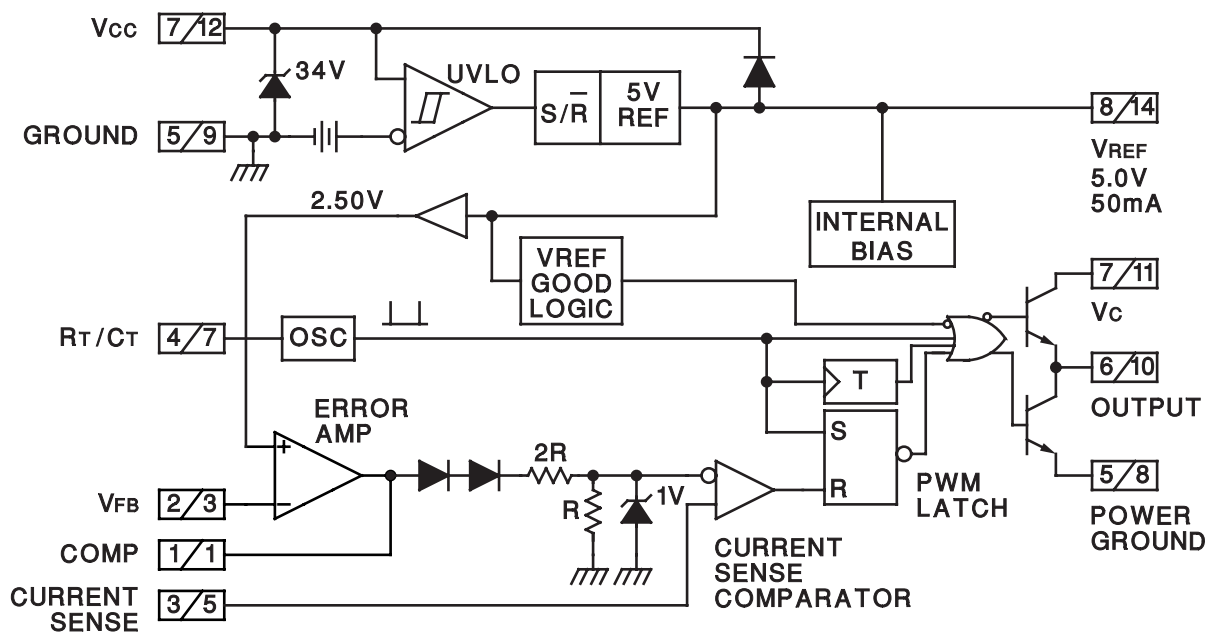 VCC 7/12
34V
UVLO
S/R̅
5V
REF
8/14
GROUND 5/9
VREF
5.0V
50mA
2.50V
INTERNAL
BIAS
VREF
GOOD
LOGIC
7/11
VC
RT/CT 4/7
OSC
T
6/10
OUTPUT
ERROR
AMP
+
−
S
R
2R
R
1V
PWM
LATCH
5/8
POWER
GROUND
VFB 2/3
COMP 1/1
CURRENT
SENSE
COMPARATOR
CURRENT
SENSE
3/5